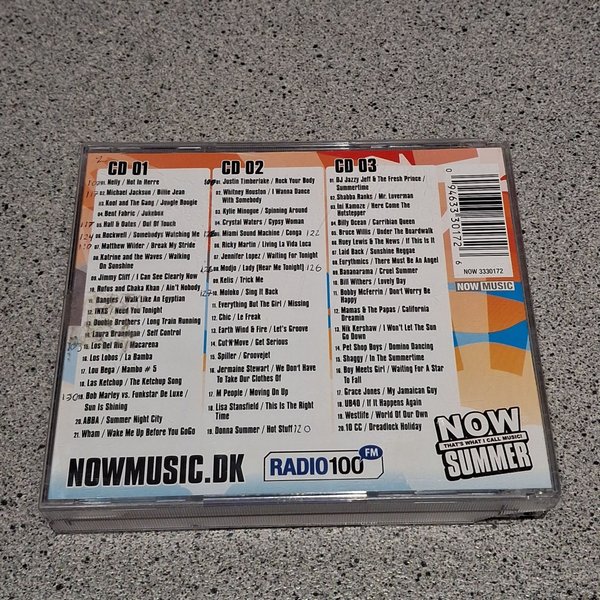 CD 01
01. Nelly / Hot In Herre
117 02. Michael Jackson / Billie Jean
03. Kool and The Gang / Jungle Boogie
04. Bent Fabric / Jukebox
05. Hall & Oates / Out Of Touch
124 06. Rockwell / Somebodys Watching Me
07. Matthew Wilder / Break My Stride
08. Katrine and the Waves / Walking
On Sunshine
09. Jimmy Cliff / I Can See Clearly Now
10. Rufus and Chaka Khan / Ain't Nobody
11. Bangles / Walk Like An Egyptian
12. INXS / Need You Tonight
13. Doobie Brothers / Long Train Running
14. Laura Brannigan / Self Control
15. Los Del Rio / Macarena
16. Los Lobos / La Bamba
17. Lou Bega / Mambo # 5
18. Las Ketchup / The Ketchup Song
130 19. Bob Marley vs. Funkstar De Luxe /
Sun Is Shining
20. ABBA / Summer Night City
21. Wham / Wake Me Up Before You GoGo
CD 02
01. Justin Timberlake / Rock Your Body
02. Whitney Houston / I Wanna Dance
With Somebody
03. Kylie Minogue / Spinning Around
04. Crystal Waters / Gypsy Woman
05. Miami Sound Machine / Conga 122
06. Ricky Martin / Living La Vida Loca
07. Jennifer Lopez / Waiting For Tonight
08. Modjo / Lady (Hear Me Tonight) 126
09. Kelis / Trick Me
10. Moloko / Sing It Back
11. Everything But The Girl / Missing
12. Chic / Le Freak
13. Earth Wind & Fire / Let's Groove
14. Cut'N'Move / Get Serious
15. Spiller / Groovejet
16. Jermaine Stewart / We Don't Have
To Take Our Clothes Of
17. M People / Moving On Up
18. Lisa Stansfield / This Is The Right
Time
19. Donna Summer / Hot Stuff 120
CD 03
01. DJ Jazzy Jeff & The Fresh Prince /
Summertime
02. Shabba Ranks / Mr. Loverman
03. Ini Kamoze / Here Come The
Hotstepper
04. Billy Ocean / Carribian Queen
05. Bruce Willis / Under The Boardwalk
06. Huey Lewis & The News / If This Is It
07. Laid Back / Sunshine Reggae
08. Eurythmics / There Must Be An Angel
09. Bananarama / Cruel Summer
10. Bill Withers / Lovely Day
11. Bobby McFerrin / Don't Worry Be
Happy
12. Mamas & The Papas / California
Dreamin
13. Nik Kershaw / I Won't Let The Sun Go
Down
14. Pet Shop Boys / Domino Dancing
15. Shaggy / In The Summertime
16. Boy Meets Girl / Waiting For A Star
To Fall
17. Grace Jones / My Jamaican Guy
18. UB40 / If It Happens Again
19. Westlife / World Of Our Own
20. 10 CC / Dreadlock Holiday
0 94633 30172 6
NOW 3330172
NOW MUSIC
NOWMUSIC.DK
RADIO100 FM
NOW
THAT'S WHAT I CALL MUSIC!
SUMMER